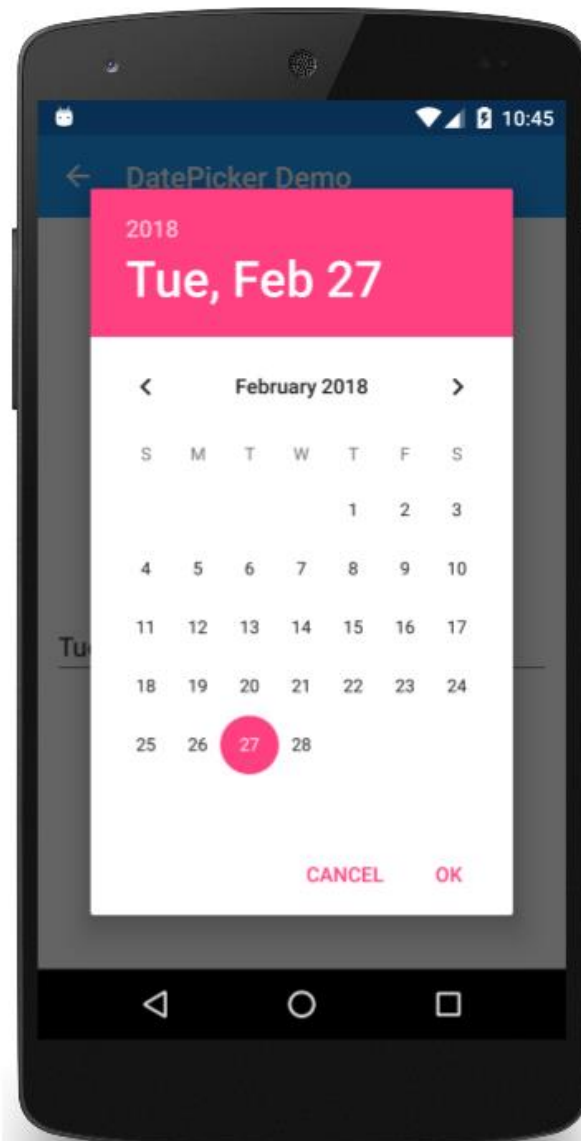 10:45
DatePicker Demo
2018
Tue, Feb 27
February 2018
S M T W T F S
1 2 3
4 5 6 7 8 9 10
11 12 13 14 15 16 17
Tu
18 19 20 21 22 23 24
25 26 27 28
CANCEL OK